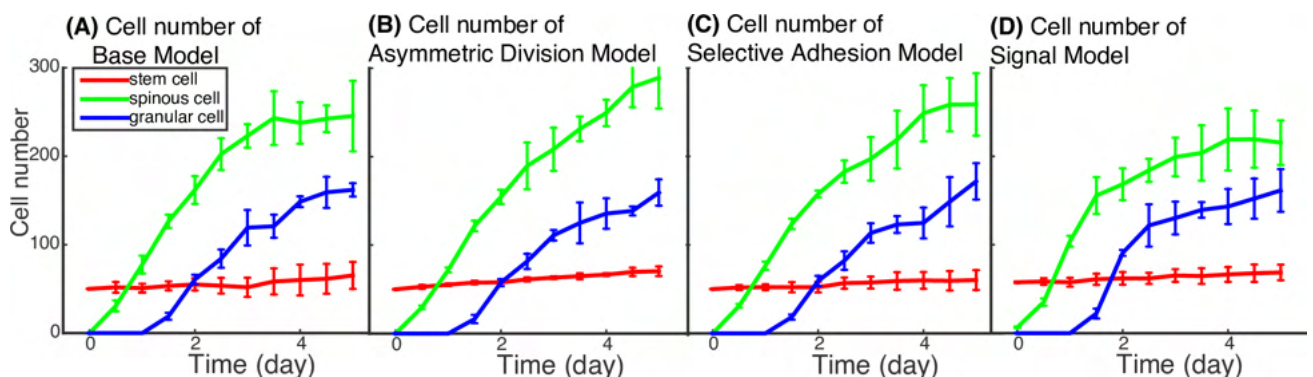 (A) Cell number of
Base Model
(B) Cell number of
Asymmetric Division Model
(C) Cell number of
Selective Adhesion Model
(D) Cell number of
Signal Model
300
200
100
0
Cell number
stem cell
spinous cell
granular cell
0 2 4
Time (day)
0 2 4
Time (day)
0 2 4
Time (day)
0 2 4
Time (day)